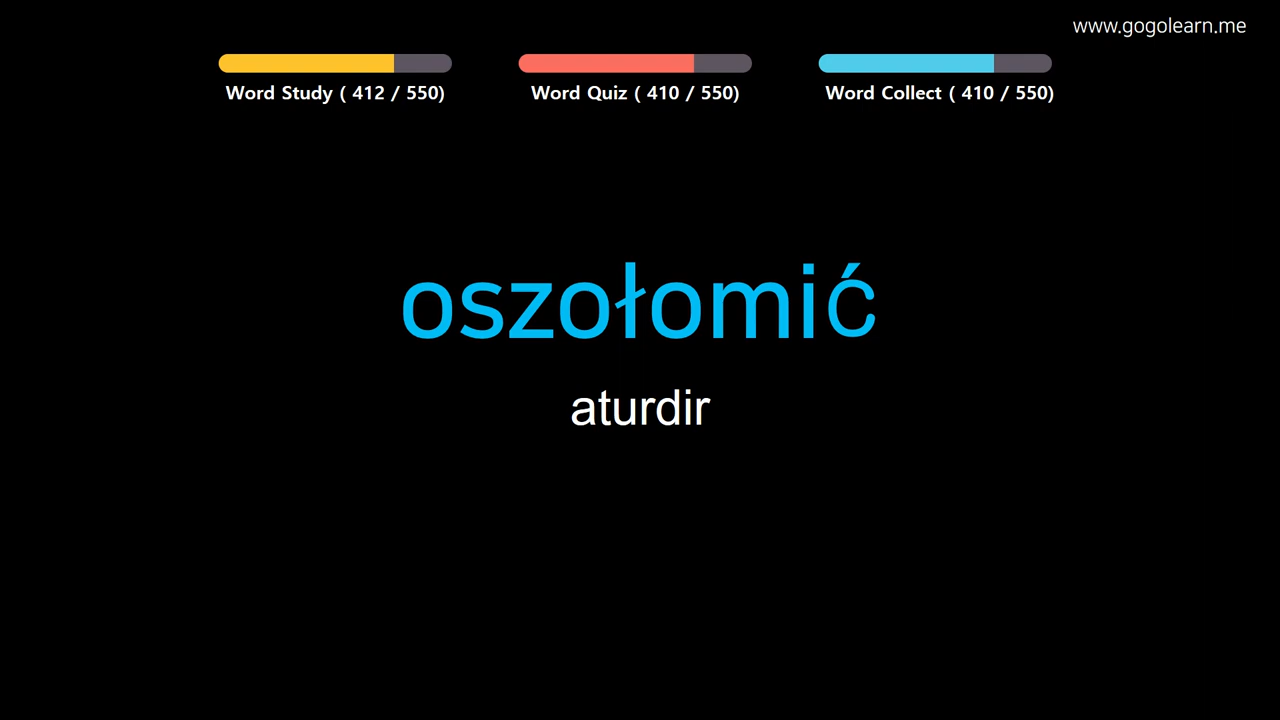 www.gogolearn.me
Word Study ( 412 / 550)
Word Quiz ( 410 / 550)
Word Collect ( 410 / 550)
oszołomić
aturdir